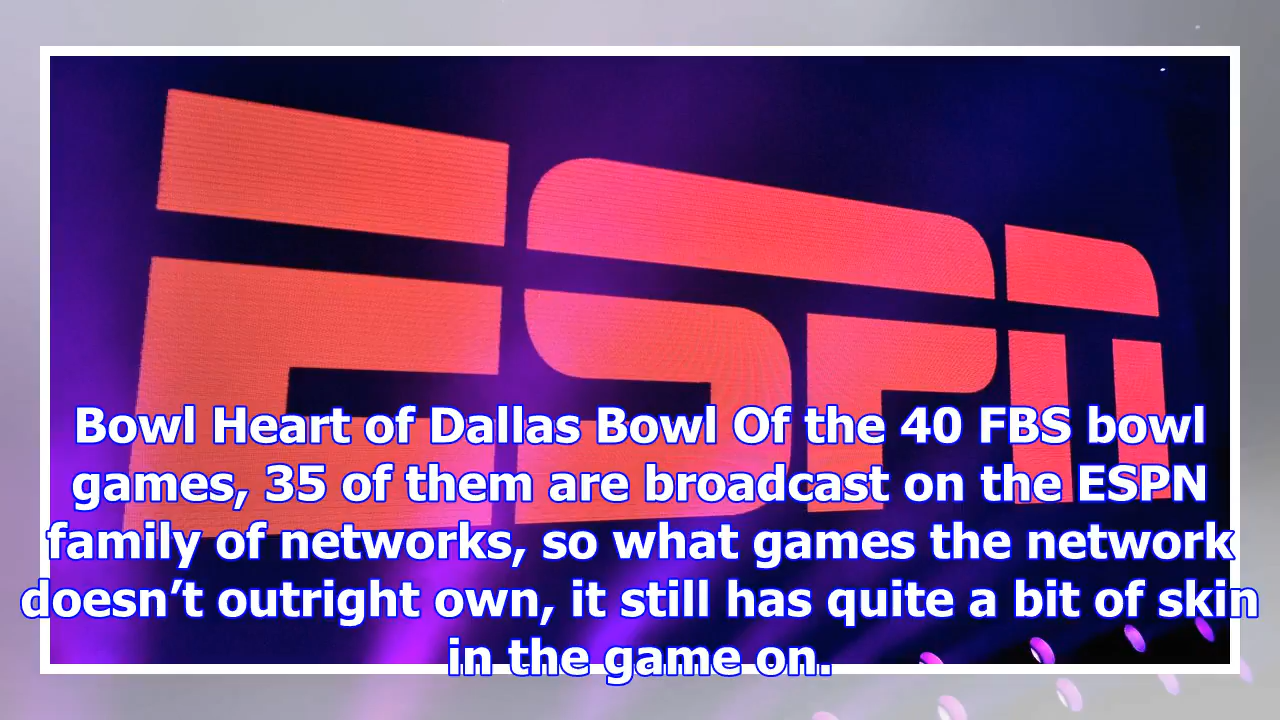 ESPN
Bowl Heart of Dallas Bowl Of the 40 FBS bowl
games, 35 of them are broadcast on the ESPN
family of networks, so what games the network
doesn’t outright own, it still has quite a bit of skin
in the game on.